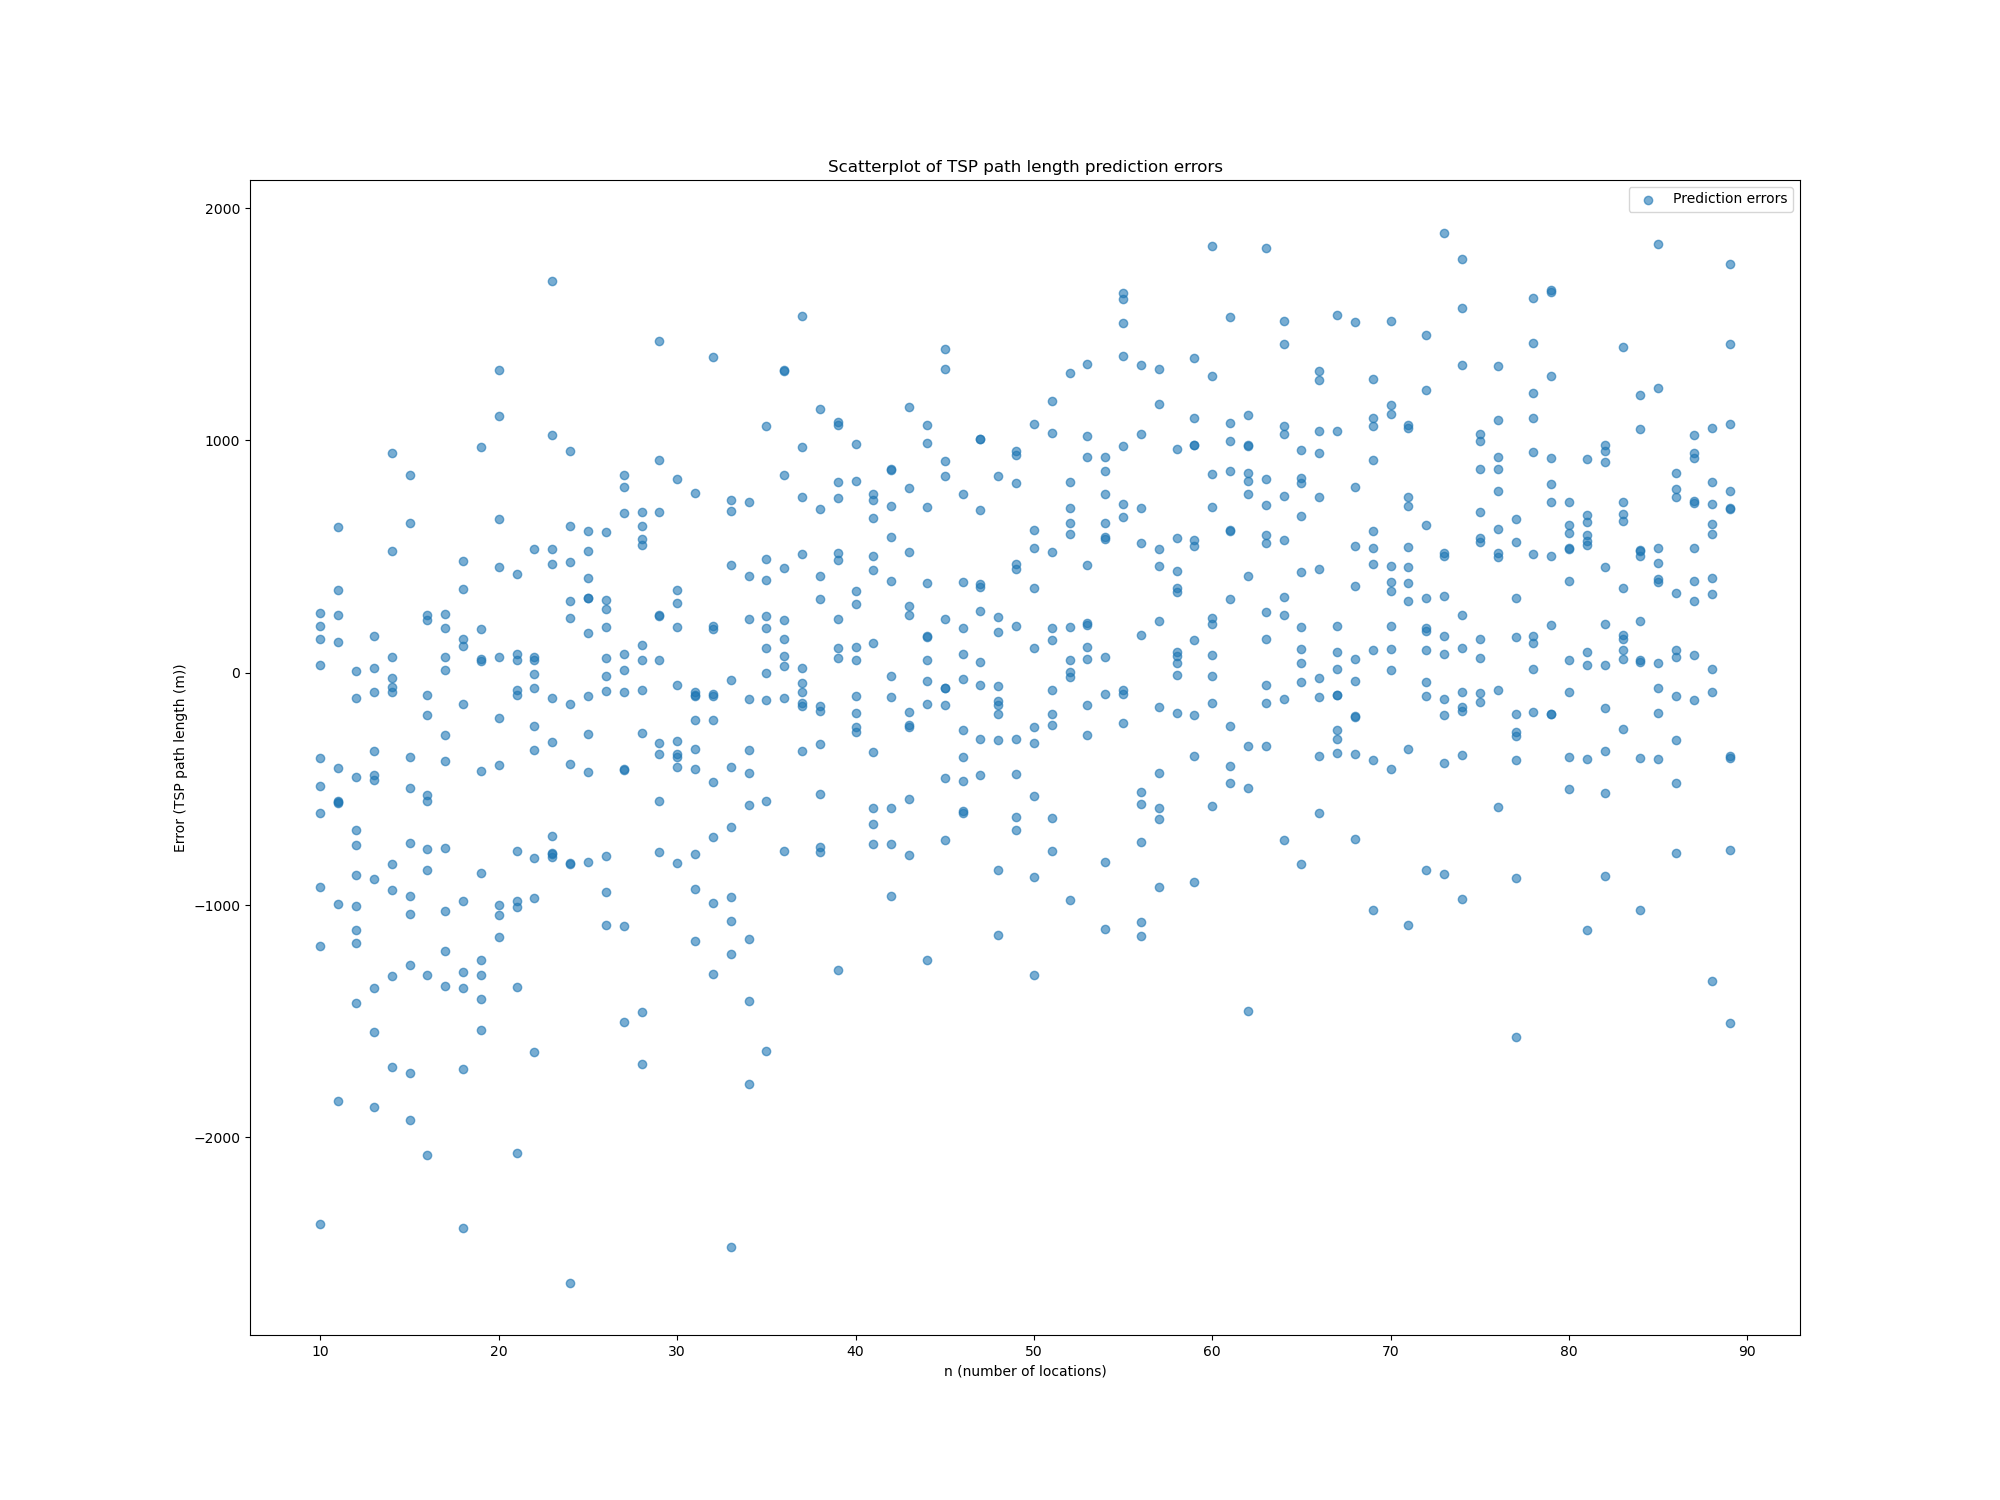 Scatterplot of TSP path length prediction errors
Prediction errors
2000
1000
0
−1000
−2000
Error (TSP path length (m))
10 20 30 40 50 60 70 80 90
n (number of locations)